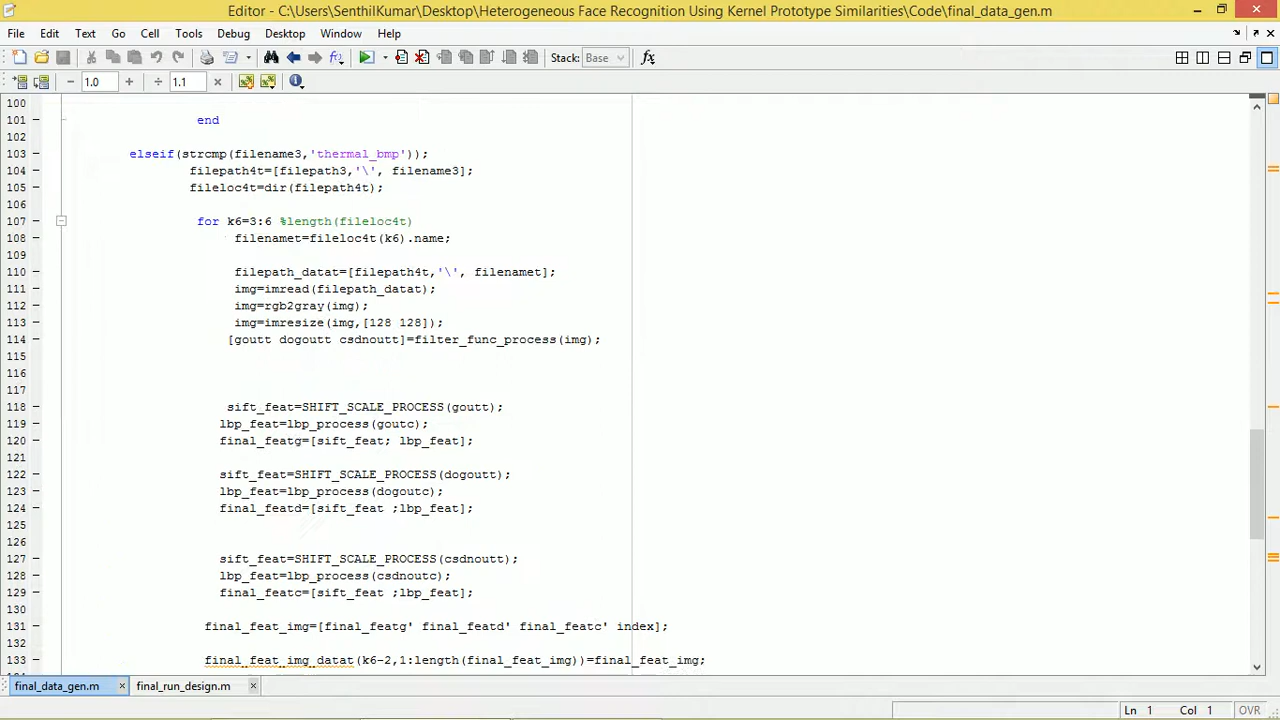 Editor - C:\Users\SenthilKumar\Desktop\Heterogeneous Face Recognition Using Kernel Prototype Similarities\Code\final_data_gen.m
File Edit Text Go Cell Tools Debug Desktop Window Help
Stack: Base fx
1.0 1.1
100
101 end
102
103 elseif(strcmp(filename3,'thermal_bmp'));
104 filepath4t=[filepath3,'\', filename3];
105 fileloc4t=dir(filepath4t);
106
107 for k6=3:6 %length(fileloc4t)
108 filenamet=fileloc4t(k6).name;
109
110 filepath_datat=[filepath4t,'\', filenamet];
111 img=imread(filepath_datat);
112 img=rgb2gray(img);
113 img=imresize(img,[128 128]);
114 [goutt dogoutt csdnoutt]=filter_func_process(img);
115
116
117
118 sift_feat=SHIFT_SCALE_PROCESS(goutt);
119 lbp_feat=lbp_process(goutc);
120 final_featg=[sift_feat; lbp_feat];
121
122 sift_feat=SHIFT_SCALE_PROCESS(dogoutt);
123 lbp_feat=lbp_process(dogoutc);
124 final_featd=[sift_feat ;lbp_feat];
125
126
127 sift_feat=SHIFT_SCALE_PROCESS(csdnoutt);
128 lbp_feat=lbp_process(csdnoutc);
129 final_featc=[sift_feat ;lbp_feat];
130
131 final_feat_img=[final_featg' final_featd' final_featc' index];
132
133 final_feat_img_datat(k6-2,1:length(final_feat_img))=final_feat_img;
final_data_gen.m × final_run_design.m ×
Ln 1 Col 1 OVR